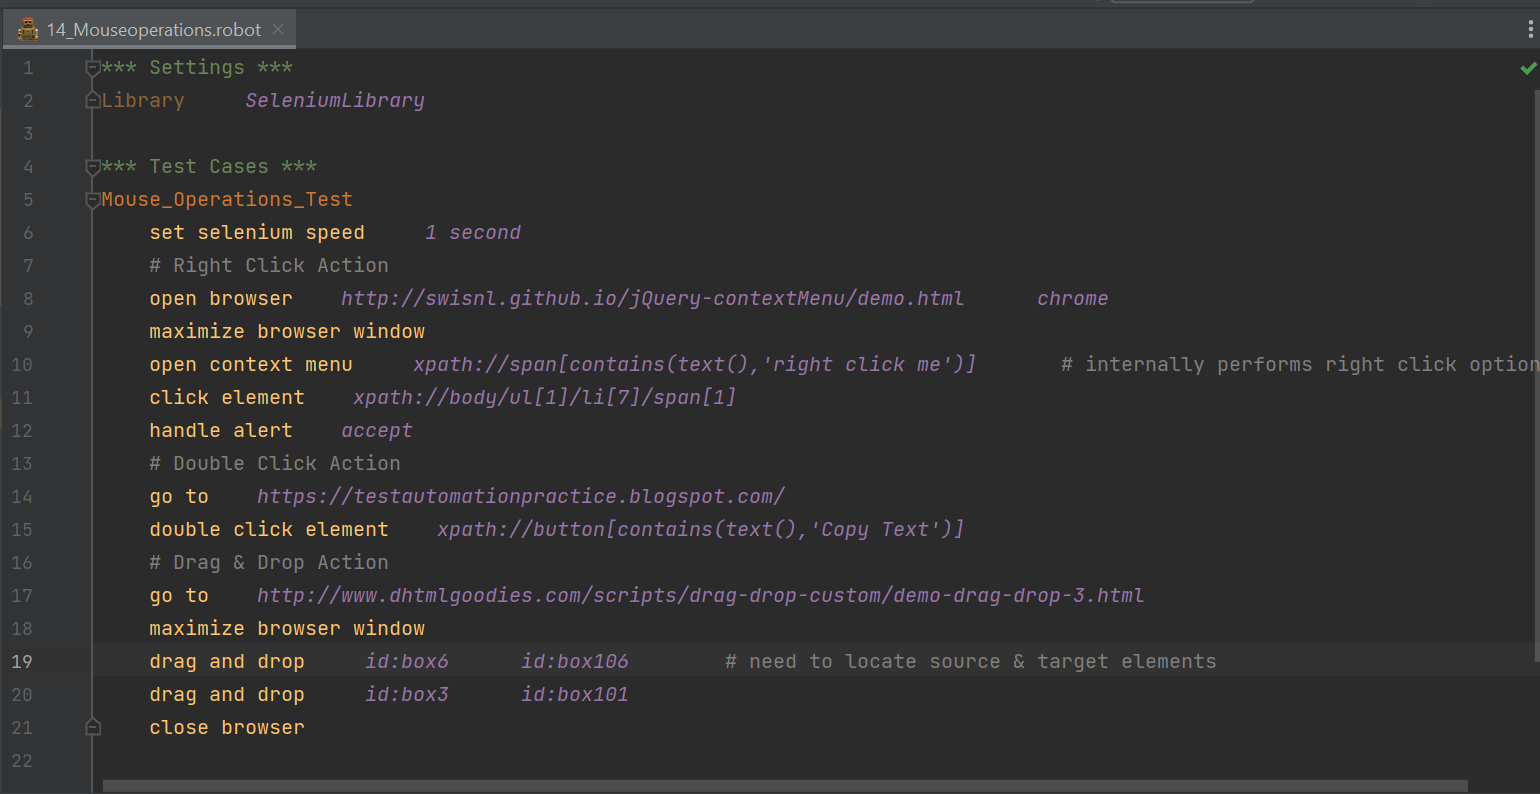 14_Mouseoperations.robot
1 *** Settings ***
2 Library SeleniumLibrary
3
4 *** Test Cases ***
5 Mouse_Operations_Test
6 set selenium speed 1 second
7 # Right Click Action
8 open browser http://swisnl.github.io/jQuery-contextMenu/demo.html chrome
9 maximize browser window
10 open context menu xpath://span[contains(text(),'right click me')] # internally performs right click option
11 click element xpath://body/ul[1]/li[7]/span[1]
12 handle alert accept
13 # Double Click Action
14 go to https://testautomationpractice.blogspot.com/
15 double click element xpath://button[contains(text(),'Copy Text')]
16 # Drag & Drop Action
17 go to http://www.dhtmlgoodies.com/scripts/drag-drop-custom/demo-drag-drop-3.html
18 maximize browser window
19 drag and drop id:box6 id:box106 # need to locate source & target elements
20 drag and drop id:box3 id:box101
21 close browser
22